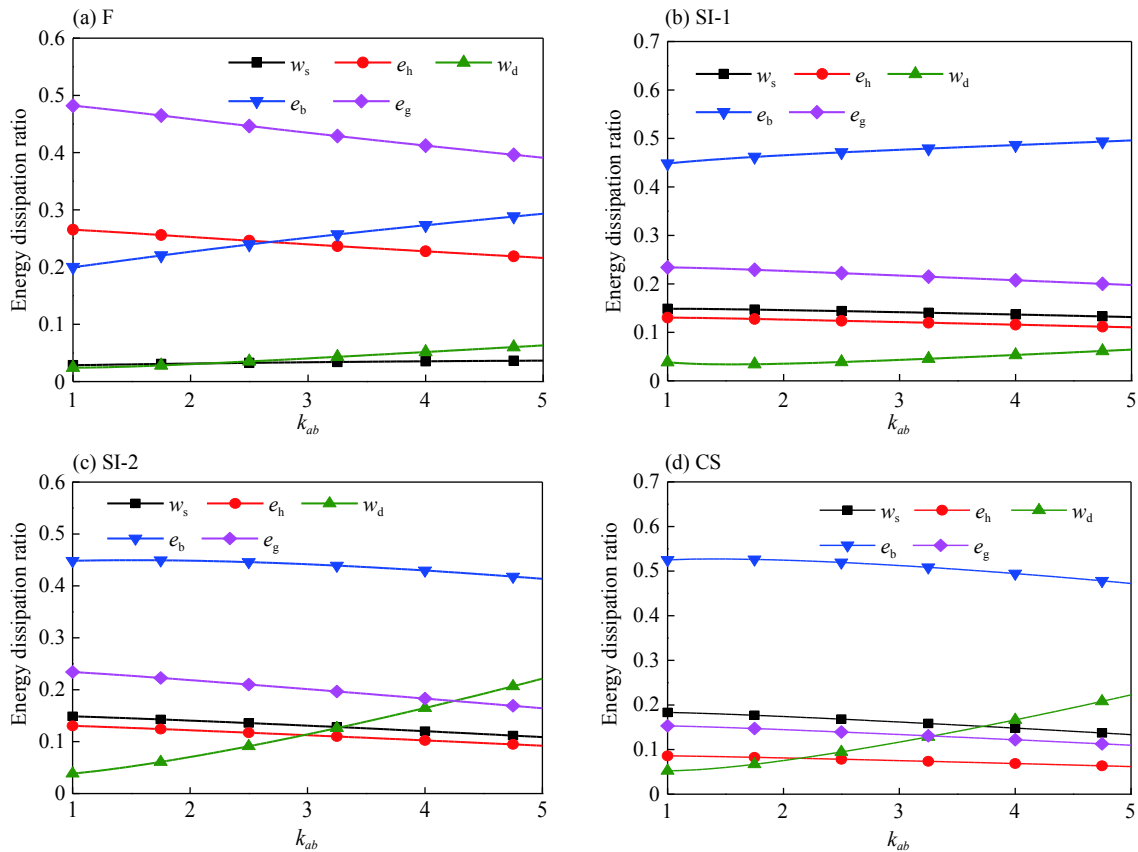 (a) F
0.6
0.5
0.4
0.3
0.2
0.1
0
Energy dissipation ratio
w_s e_h w_d
e_b e_g
1 2 3 4 5
k_ab
(b) SI-1
0.7
0.6
0.5
0.4
0.3
0.2
0.1
0
Energy dissipation ratio
w_s e_h w_d
e_b e_g
1 2 3 4 5
k_ab
(c) SI-2
0.6
0.5
0.4
0.3
0.2
0.1
0
Energy dissipation ratio
w_s e_h w_d
e_b e_g
1 2 3 4 5
k_ab
(d) CS
0.7
0.6
0.5
0.4
0.3
0.2
0.1
0
Energy dissipation ratio
w_s e_h w_d
e_b e_g
1 2 3 4 5
k_ab